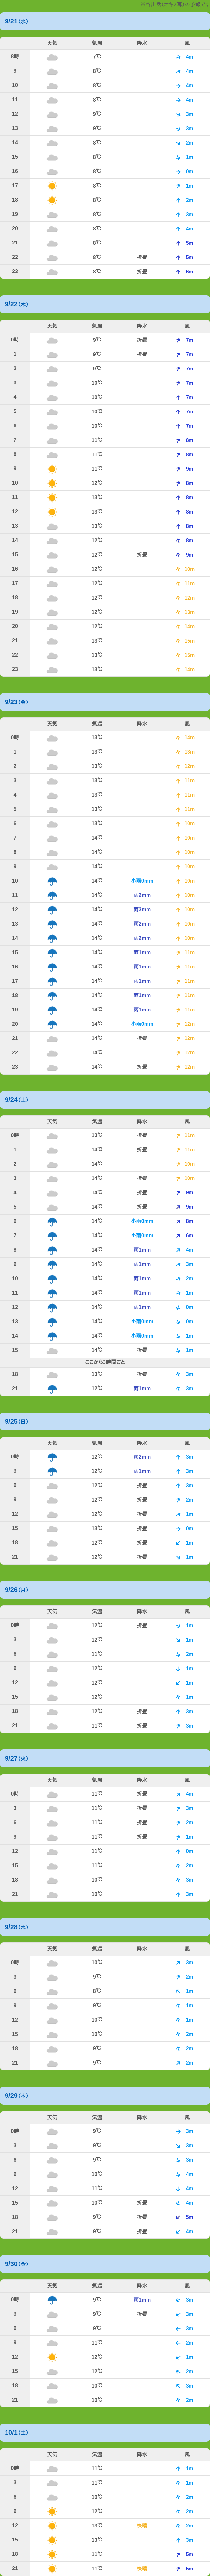 9/21(水)
天気 気温 降水 風
8時 7℃ 4m
9 8℃ 4m
10 8℃ 4m
11 8℃ 4m
12 9℃ 3m
13 9℃ 3m
14 8℃ 2m
15 8℃ 1m
16 8℃ 0m
17 8℃ 1m
18 8℃ 2m
19 8℃ 3m
20 8℃ 4m
21 8℃ 5m
22 8℃ 折畳 5m
23 8℃ 折畳 6m
9/22(木)
天気 気温 降水 風
0時 9℃ 折畳 7m
1 9℃ 折畳 7m
2 9℃ 7m
3 10℃ 7m
4 10℃ 7m
5 10℃ 7m
6 10℃ 7m
7 11℃ 8m
8 11℃ 8m
9 11℃ 9m
10 12℃ 8m
11 13℃ 8m
12 13℃ 8m
13 13℃ 8m
14 12℃ 8m
15 12℃ 折畳 9m
16 12℃ 10m
17 12℃ 11m
18 12℃ 12m
19 12℃ 13m
20 12℃ 14m
21 13℃ 15m
22 13℃ 15m
23 13℃ 14m
9/23(金)
天気 気温 降水 風
0時 13℃ 14m
1 13℃ 13m
2 13℃ 12m
3 13℃ 11m
4 13℃ 11m
5 13℃ 11m
6 13℃ 10m
7 14℃ 10m
8 14℃ 10m
9 14℃ 10m
10 14℃ 小雨0mm 10m
11 14℃ 雨2mm 10m
12 14℃ 雨3mm 10m
13 14℃ 雨2mm 10m
14 14℃ 雨2mm 10m
15 14℃ 雨1mm 11m
16 14℃ 雨1mm 11m
17 14℃ 雨1mm 11m
18 14℃ 雨1mm 11m
19 14℃ 雨1mm 11m
20 14℃ 小雨0mm 12m
21 14℃ 折畳 12m
22 14℃ 12m
23 14℃ 折畳 12m
9/24(土)
天気 気温 降水 風
0時 13℃ 折畳 11m
1 14℃ 折畳 11m
2 14℃ 10m
3 14℃ 折畳 10m
4 14℃ 折畳 9m
5 14℃ 折畳 9m
6 14℃ 小雨0mm 8m
7 14℃ 小雨0mm 6m
8 14℃ 雨1mm 4m
9 14℃ 雨1mm 3m
10 14℃ 雨1mm 2m
11 14℃ 雨1mm 1m
12 14℃ 雨1mm 0m
13 14℃ 小雨0mm 0m
14 14℃ 小雨0mm 1m
15 14℃ 折畳 1m
ここから3時間ごと
18 13℃ 折畳 3m
21 12℃ 雨1mm 3m
9/25(日)
天気 気温 降水 風
0時 12℃ 雨2mm 3m
3 12℃ 雨1mm 3m
6 12℃ 折畳 3m
9 12℃ 折畳 2m
12 12℃ 折畳 1m
15 13℃ 折畳 0m
18 12℃ 折畳 1m
21 12℃ 折畳 1m
9/26(月)
天気 気温 降水 風
0時 12℃ 折畳 1m
3 12℃ 1m
6 11℃ 2m
9 12℃ 1m
12 12℃ 1m
15 12℃ 1m
18 12℃ 折畳 3m
21 11℃ 折畳 3m
9/27(火)
天気 気温 降水 風
0時 11℃ 折畳 4m
3 11℃ 折畳 3m
6 11℃ 折畳 2m
9 11℃ 折畳 1m
12 11℃ 0m
15 11℃ 2m
18 10℃ 3m
21 10℃ 3m
9/28(水)
天気 気温 降水 風
0時 10℃ 3m
3 9℃ 2m
6 8℃ 1m
9 9℃ 1m
12 10℃ 1m
15 10℃ 2m
18 9℃ 2m
21 9℃ 2m
9/29(木)
天気 気温 降水 風
0時 9℃ 3m
3 9℃ 3m
6 9℃ 3m
9 10℃ 4m
12 11℃ 4m
15 10℃ 折畳 4m
18 9℃ 折畳 5m
21 9℃ 折畳 4m
9/30(金)
天気 気温 降水 風
0時 9℃ 雨1mm 3m
3 9℃ 折畳 3m
6 9℃ 3m
9 11℃ 2m
12 12℃ 1m
15 12℃ 2m
18 10℃ 3m
21 10℃ 2m
10/1(土)
天気 気温 降水 風
0時 11℃ 1m
3 11℃ 1m
6 10℃ 2m
9 12℃ 2m
12 13℃ 快晴 2m
15 13℃ 3m
18 11℃ 5m
21 11℃ 快晴 5m